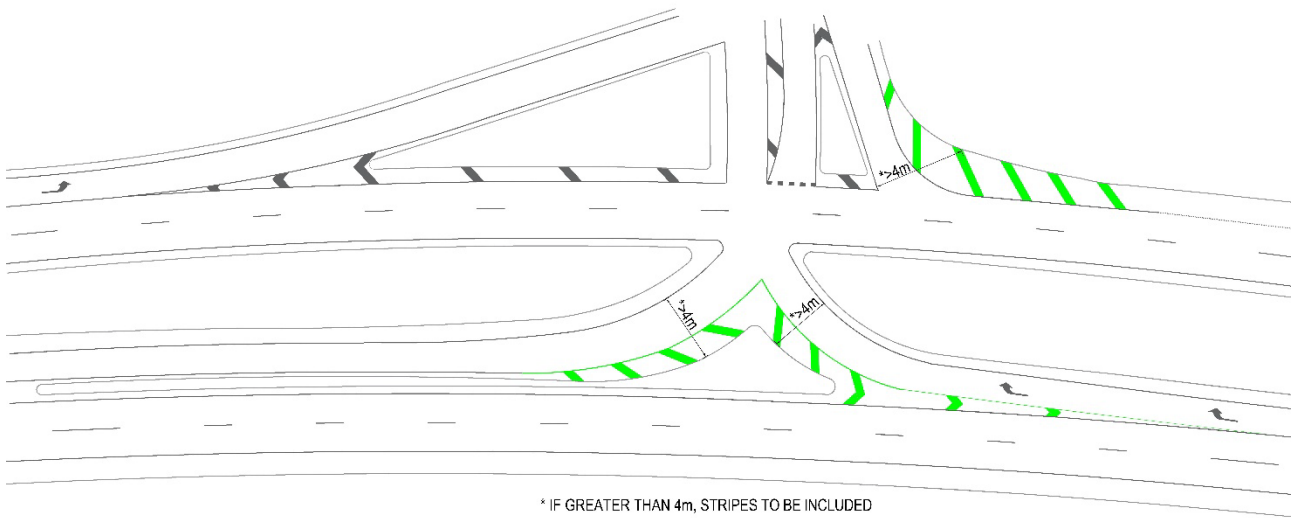 *>4m
*>4m
*>4m
* IF GREATER THAN 4m, STRIPES TO BE INCLUDED